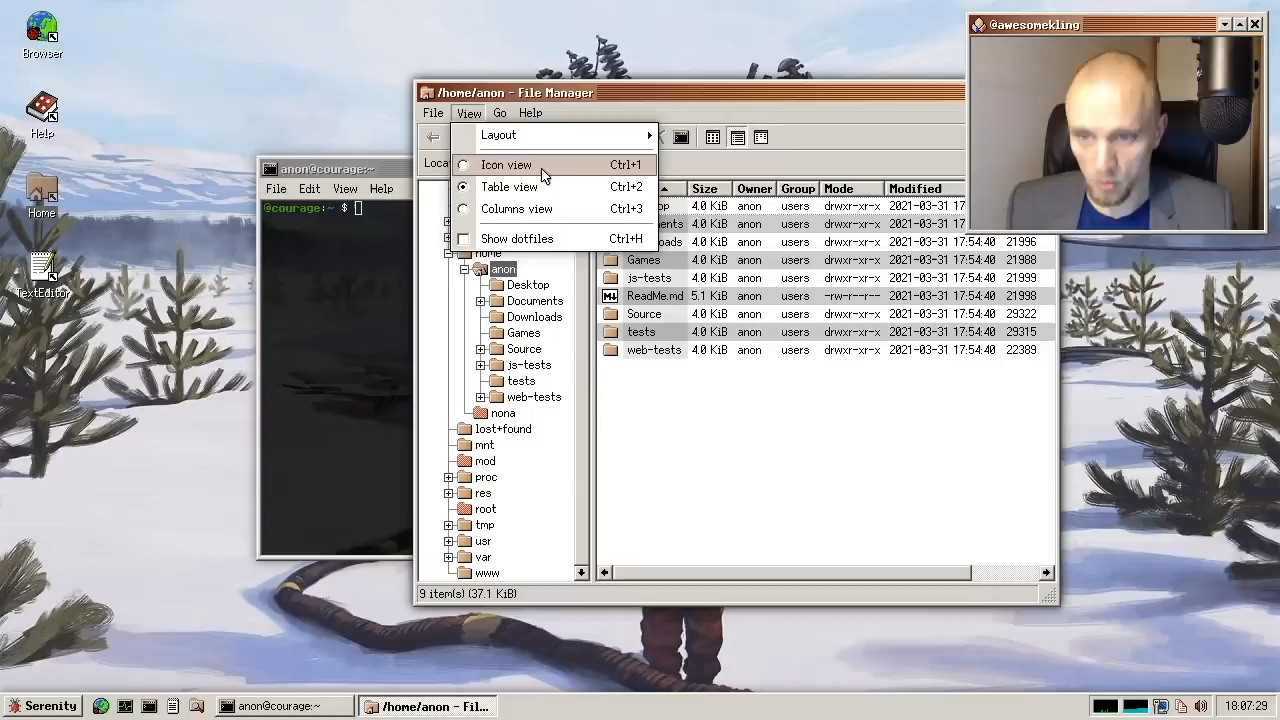 Browser
Help
Home
TextEditor
@awesomekling
anon@courage:~
File Edit View Help
@courage:~ $
/home/anon - File Manager
File View Go Help
Layout
Icon view Ctrl+1
Table view Ctrl+2
Columns view Ctrl+3
Show dotfiles Ctrl+H
Size Owner Group Mode Modified
4.0 KiB anon users drwxr-xr-x 2021-03-31
4.0 KiB anon users drwxr-xr-x 2021-03-31
4.0 KiB anon users drwxr-xr-x 2021-03-31 17:54:40 21996
Games 4.0 KiB anon users drwxr-xr-x 2021-03-31 17:54:40 21988
js-tests 4.0 KiB anon users drwxr-xr-x 2021-03-31 17:54:40 21999
ReadMe.md 5.1 KiB anon users -rw-r--r-- 2021-03-31 17:54:40 21998
Source 4.0 KiB anon users drwxr-xr-x 2021-03-31 17:54:40 29322
tests 4.0 KiB anon users drwxr-xr-x 2021-03-31 17:54:40 29315
web-tests 4.0 KiB anon users drwxr-xr-x 2021-03-31 17:54:40 22389
home
anon
Desktop
Documents
Downloads
Games
Source
js-tests
tests
web-tests
nona
lost+found
mnt
mod
proc
res
root
tmp
usr
var
www
9 item(s) (37.1 KiB)
Serenity
anon@courage:~
/home/anon - Fil...
18:07:29